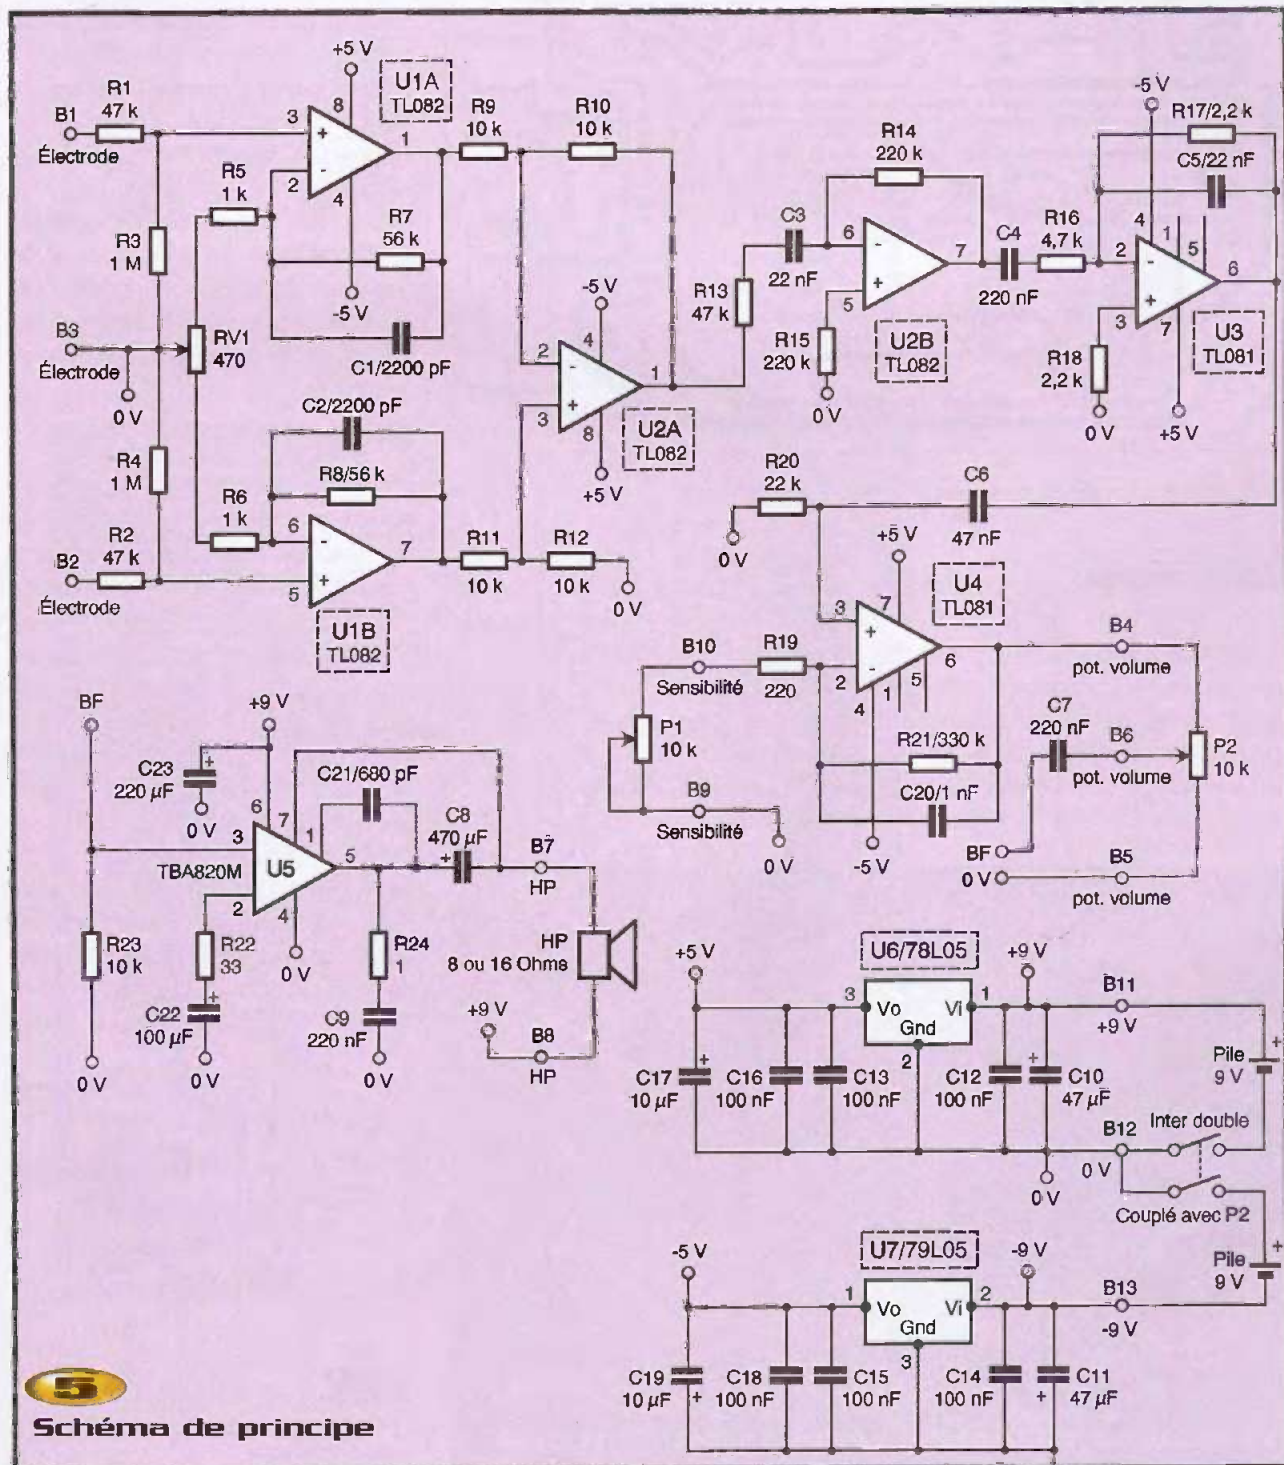 +5 V
U1A
TL082
R1
47 k
B1
Électrode
3
+
8
1
2
-
4
-5 V
R9
10 k
R10
10 k
R5
1 k
R7
56 k
C1/2200 pF
R3
1 M
B3
Électrode
0 V
RV1
470
R4
1 M
C2/2200 pF
R8/56 k
R6
1 k
R2
47 k
B2
Électrode
6
-
5
+
7
U1B
TL082
R11
10 k
R12
10 k
0 V
-5 V
2
-
4
3
+
8
1
+5 V
U2A
TL082
R13
47 k
C3
22 nF
R14
220 k
6
-
5
+
7
U2B
TL082
R15
220 k
0 V
C4
220 nF
R16
4,7 k
-5 V
R17/2,2 k
C5/22 nF
4
1
5
2
-
3
+
6
7
U3
TL081
R18
2,2 k
0 V
+5 V
R20
22 k
0 V
C6
47 nF
+5 V
U4
TL081
3
+
7
2
-
6
4
1
5
B10
Sensibilité
R19
220
P1
10 k
B9
Sensibilité
0 V
R21/330 k
C20/1 nF
-5 V
B4
pot. volume
C7
220 nF
B6
pot. volume
P2
10 k
BF
0 V
B5
pot. volume
BF
+9 V
C23
220 µF
+
0 V
C21/680 pF
6
7
1
3
5
TBA820M
U5
2
4
0 V
C8
470 µF
+
B7
HP
R23
10 k
0 V
R22
33
C22
100 µF
+
0 V
R24
1
C9
220 nF
0 V
HP
8 ou 16 Ohms
+9 V
B8
HP
U6/78L05
+5 V
3
Vo
Vi
1
Gnd
2
+9 V
B11
+9 V
C17
10 µF
+
C16
100 nF
C13
100 nF
C12
100 nF
C10
47 µF
+
Pile
9 V
+
B12
0 V
Inter double
0 V
Couplé avec P2
U7/79L05
-5 V
1
Vo
Vi
2
Gnd
3
-9 V
B13
-9 V
Pile
9 V
+
C19
10 µF
+
C18
100 nF
C15
100 nF
C14
100 nF
C11
47 µF
+
5
Schéma de principe